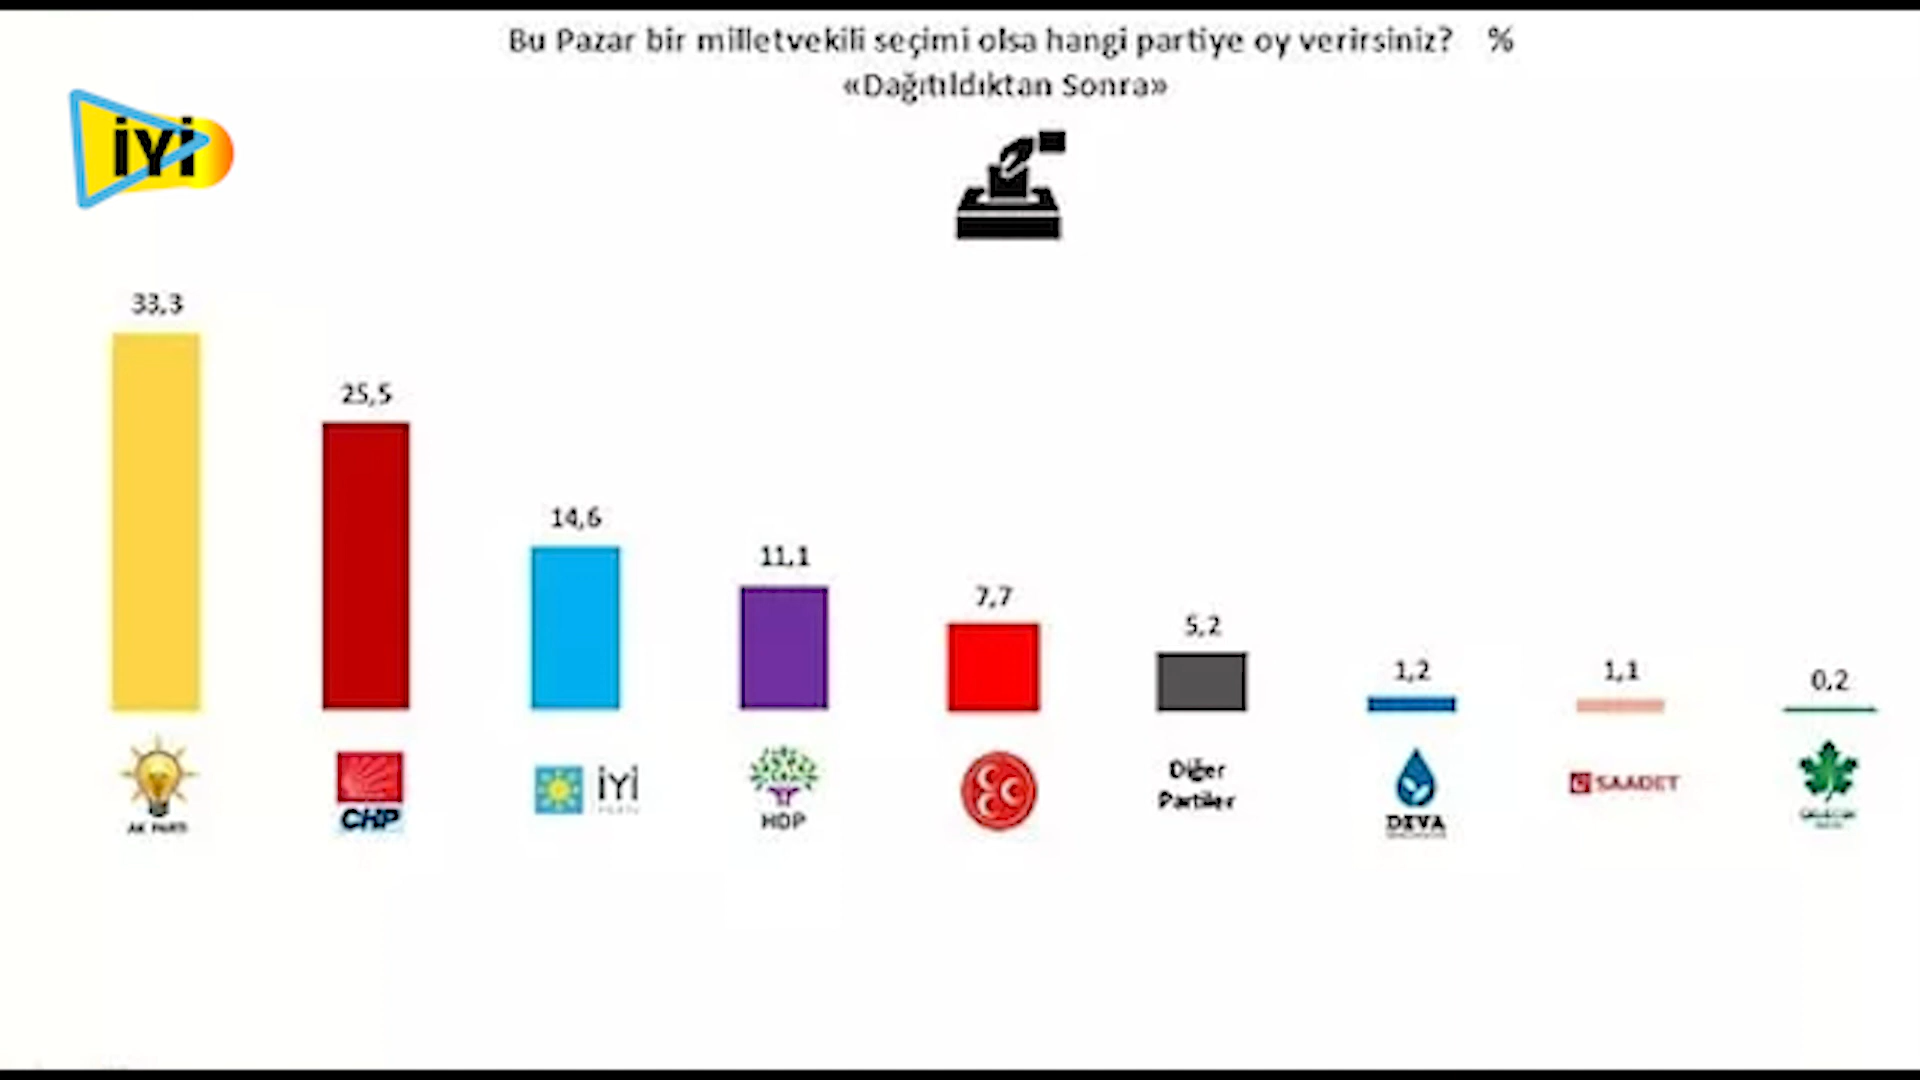 Bu Pazar bir milletvekili seçimi olsa hangi partiye oy verirsiniz? %
«Dağıtıldıktan Sonra»
İYİ
33,3
25,5
14,6
11,1
7,7
5,2
1,2
1,1
0,2
AK PARTİ
CHP
İYİ
HDP
Diğer
Partiler
DEVA
SAADET